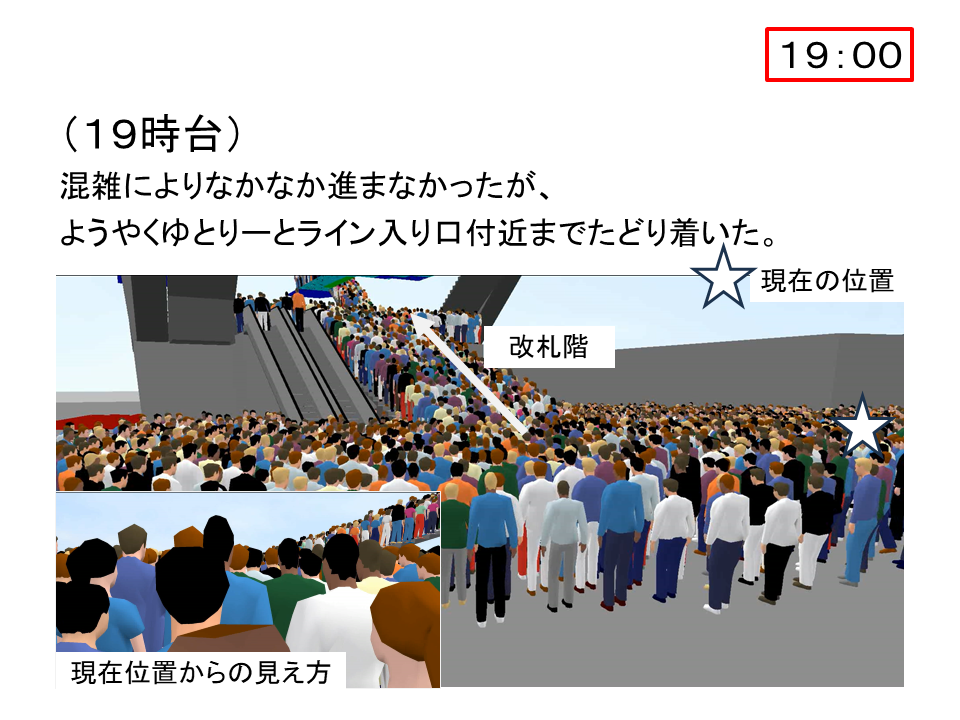 19:00
(19時台)
混雑によりなかなか進まなかったが、
ようやくゆとりーとライン入り口付近までたどり着いた。
現在の位置
改札階
現在位置からの見え方